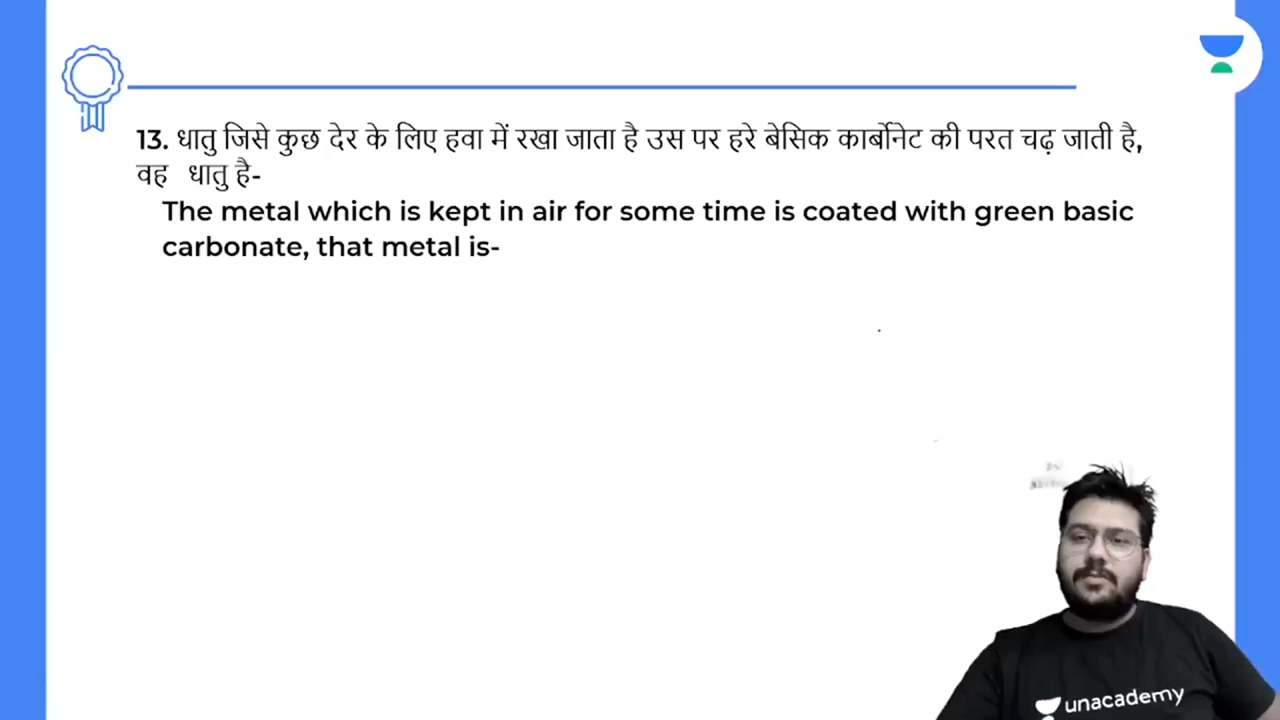 13. धातु जिसे कुछ देर के लिए हवा में रखा जाता है उस पर हरे बेसिक कार्बोनेट की परत चढ़ जाती है,
वह धातु है-
The metal which is kept in air for some time is coated with green basic
carbonate, that metal is-
unacademy